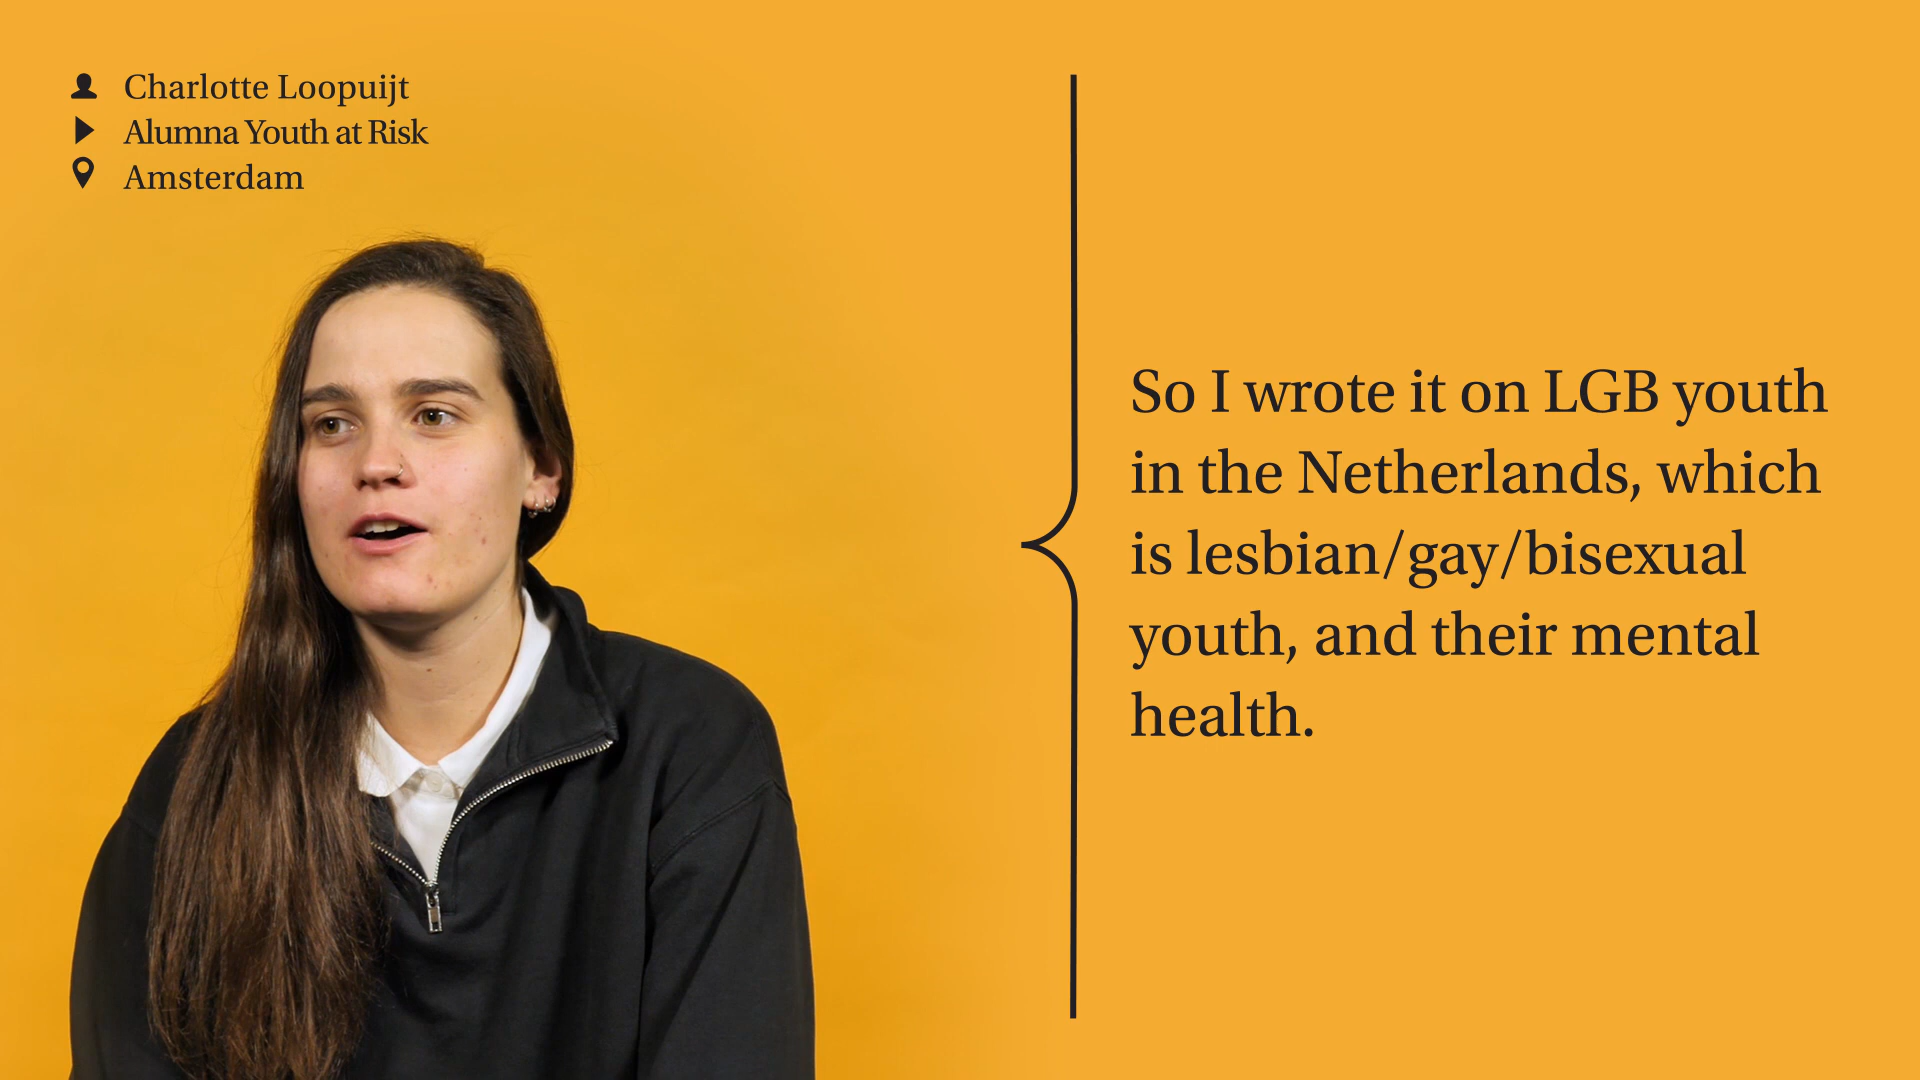 Charlotte Loopuijt
Alumna Youth at Risk
Amsterdam
So I wrote it on LGB youth
in the Netherlands, which
is lesbian/gay/bisexual
youth, and their mental
health.